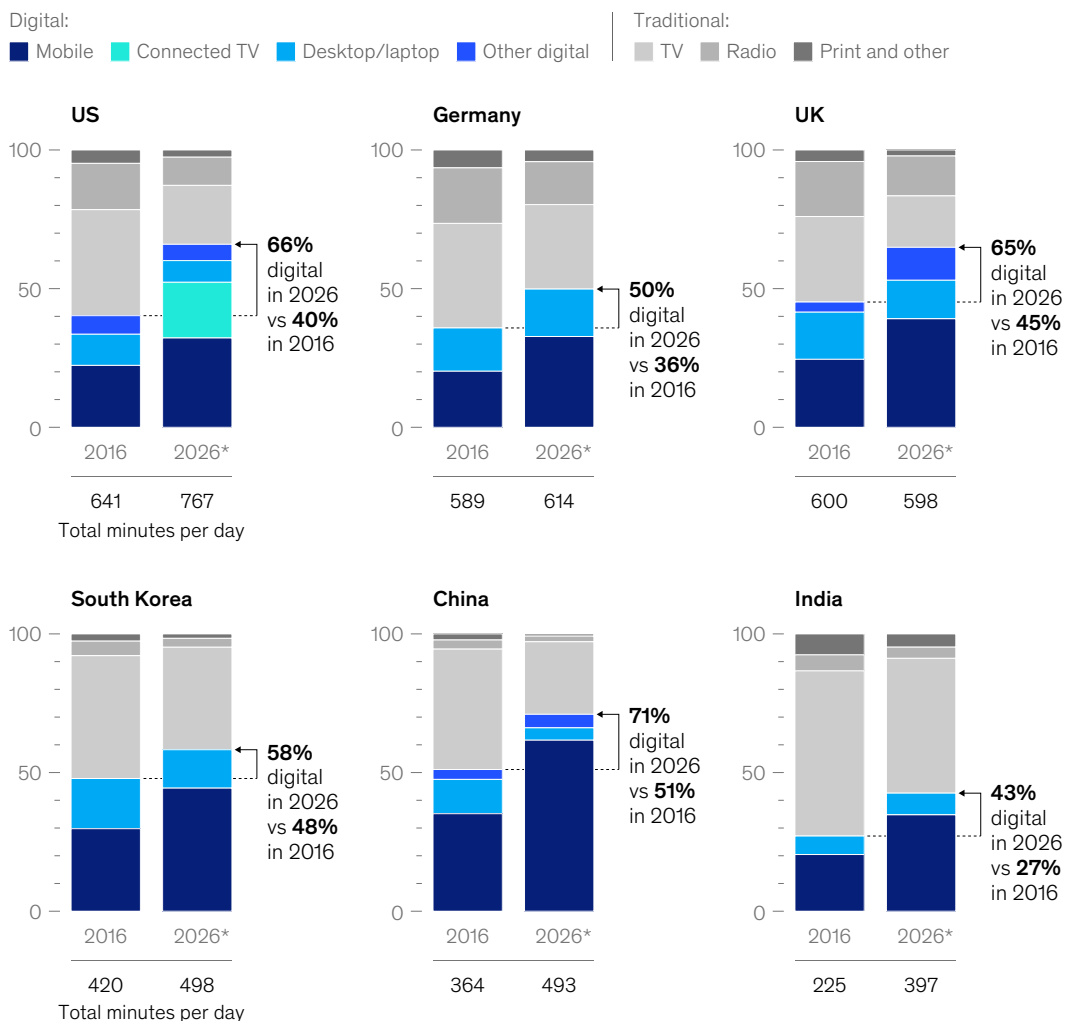 Digital:
Traditional:
Mobile
Connected TV
Desktop/laptop
Other digital
TV
Radio
Print and other
US
100
50
0
66%
digital
in 2026
vs 40%
in 2016
2016
2026*
641
767
Total minutes per day
Germany
100
50
0
50%
digital
in 2026
vs 36%
in 2016
2016
2026*
589
614
UK
100
50
0
65%
digital
in 2026
vs 45%
in 2016
2016
2026*
600
598
South Korea
100
50
0
58%
digital
in 2026
vs 48%
in 2016
2016
2026*
420
498
Total minutes per day
China
100
50
0
71%
digital
in 2026
vs 51%
in 2016
2016
2026*
364
493
India
100
50
0
43%
digital
in 2026
vs 27%
in 2016
2016
2026*
225
397